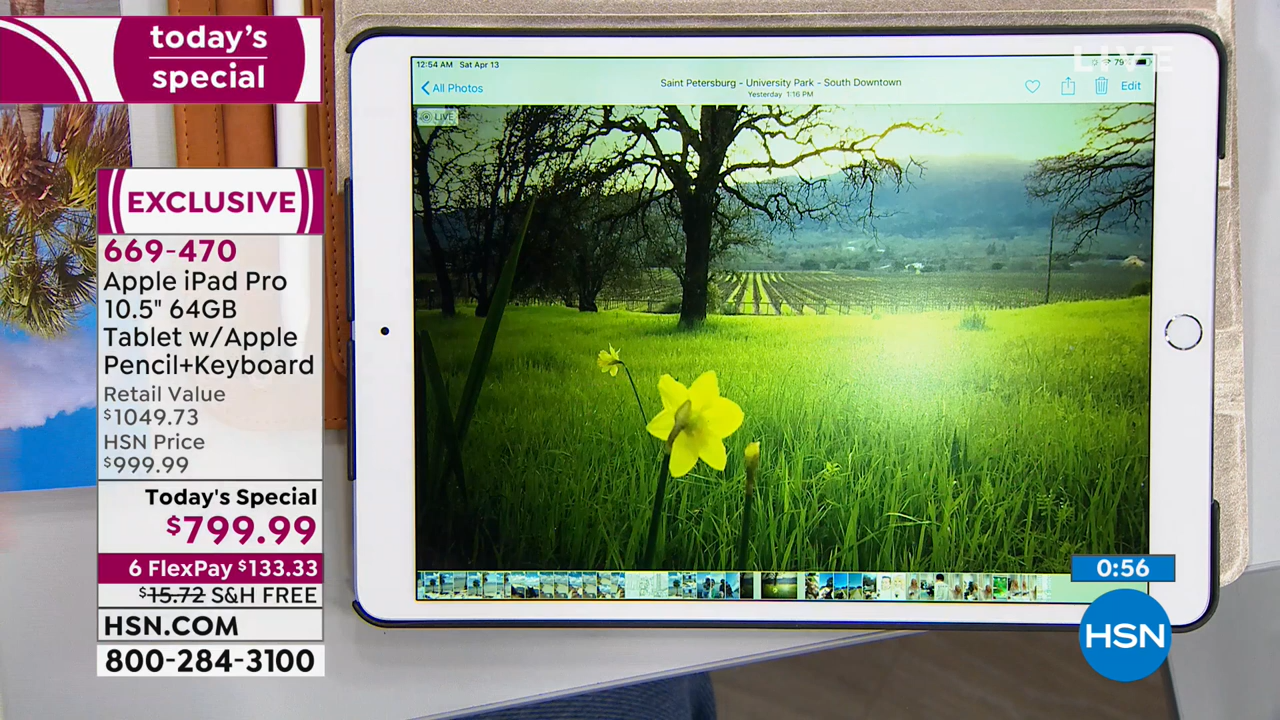 today's
special
EXCLUSIVE
669-470
Apple iPad Pro
10.5" 64GB
Tablet w/Apple
Pencil+Keyboard
Retail Value
$1049.73
HSN Price
$999.99
Today's Special
$799.99
6 FlexPay $133.33
$15.72 S&H FREE
HSN.COM
800-284-3100
LIVE
12:54 AM Sat Apr 13
79%
All Photos
Saint Petersburg - University Park - South Downtown
Yesterday 1:16 PM
Edit
LIVE
0:56
HSN